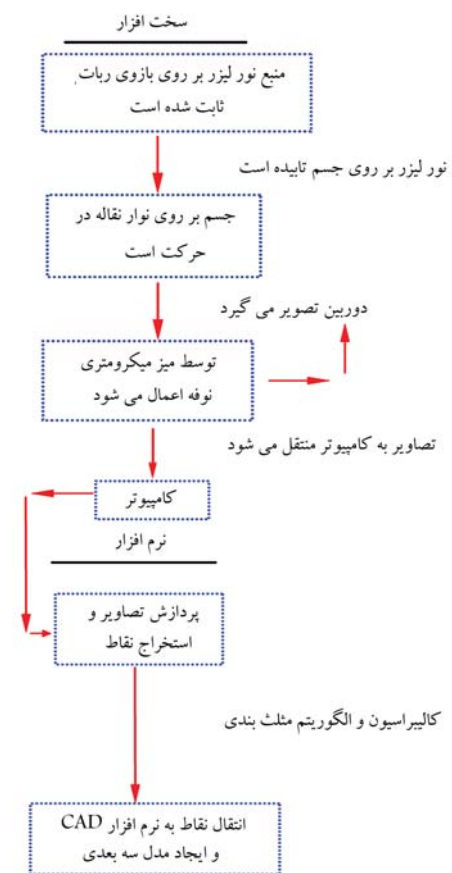 سخت افزار
منبع نور لیزر بر روی بازوی ربات
ثابت شده است
نور لیزر بر روی جسم تابیده است
جسم بر روی نوار نقاله در
حرکت است
دوربین تصویر می گیرد
توسط میز میکرومتری
نوفه اعمال می شود
تصاویر به کامپیوتر منتقل می شود
کامپیوتر
نرم افزار
پردازش تصاویر و
استخراج نقاط
کالیبراسیون و الگوریتم مثلث بندی
انتقال نقاط به نرم افزار CAD
و ایجاد مدل سه بعدی